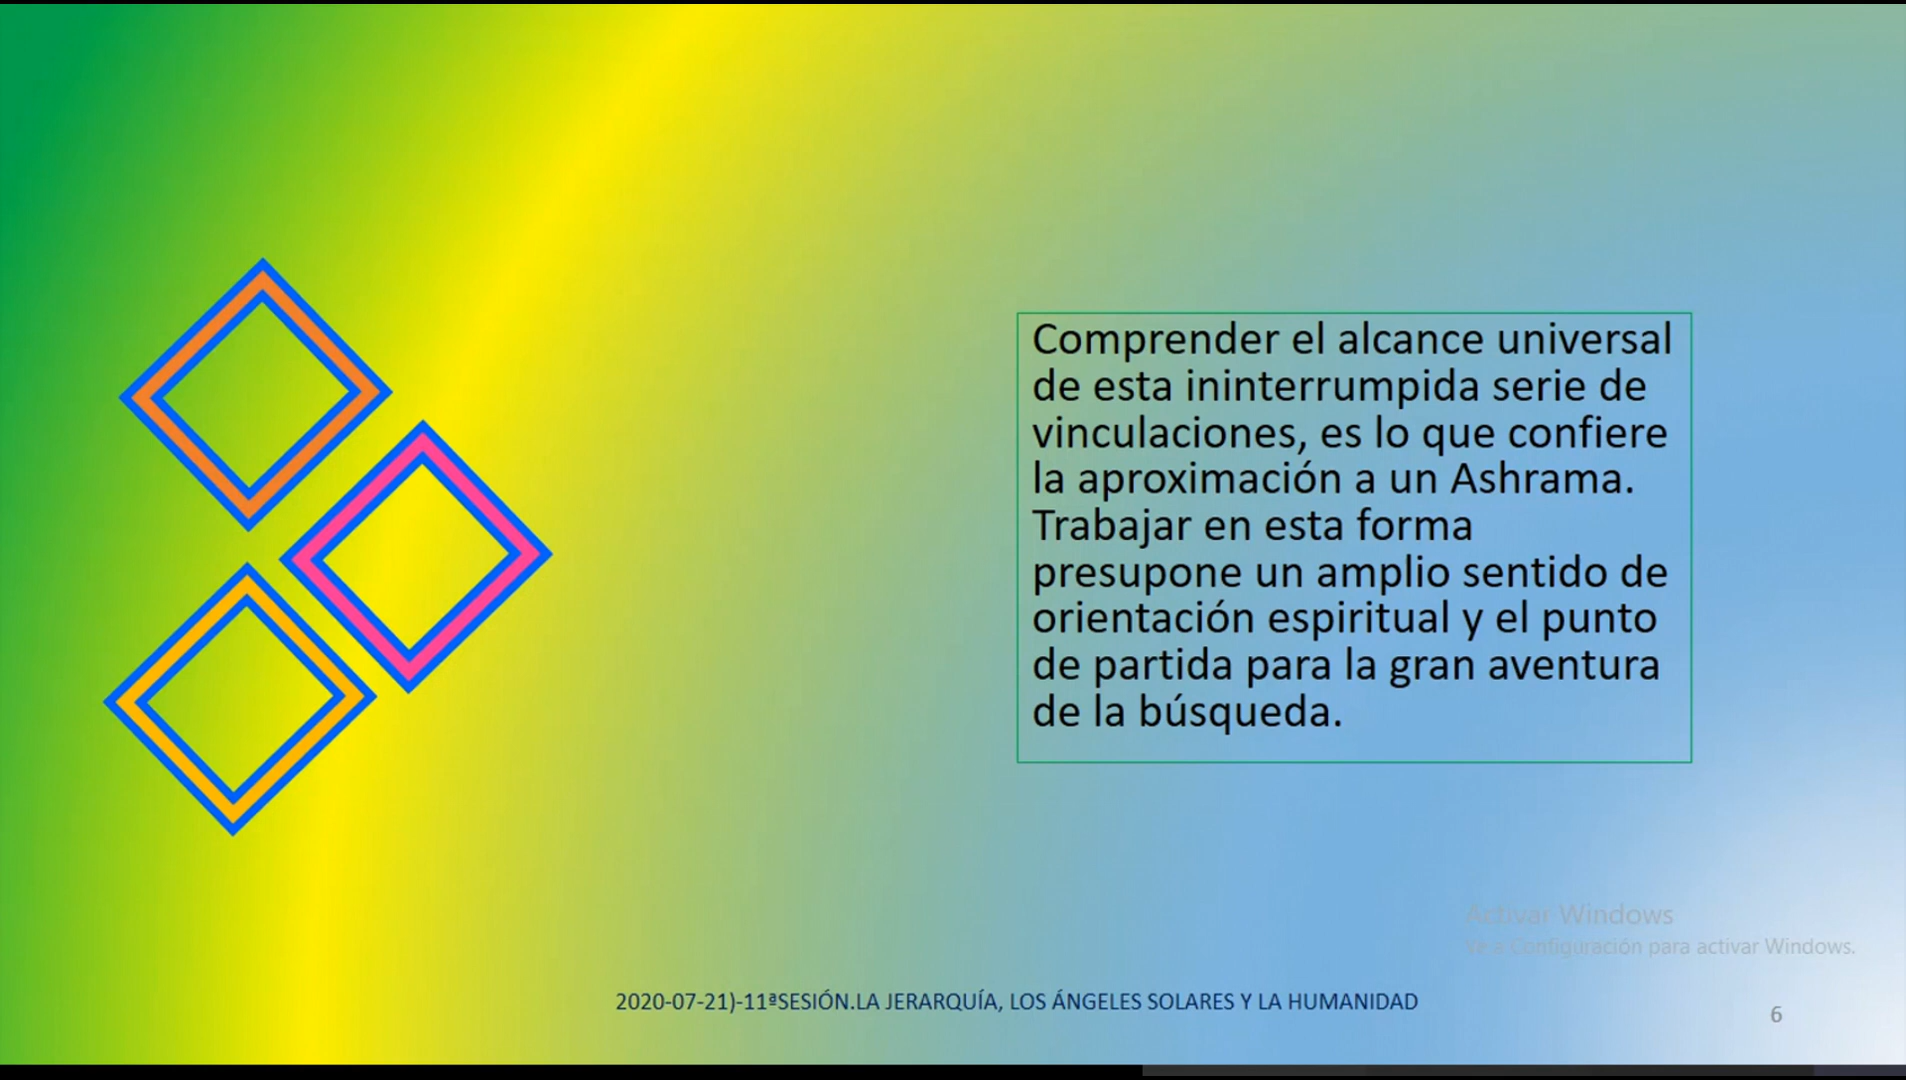 Comprender el alcance universal
de esta ininterrumpida serie de
vinculaciones, es lo que confiere
la aproximación a un Ashrama.
Trabajar en esta forma
presupone un amplio sentido de
orientación espiritual y el punto
de partida para la gran aventura
de la búsqueda.
Activar Windows
Ve a Configuración para activar Windows.
2020-07-21)-11ªSESIÓN.LA JERARQUÍA, LOS ÁNGELES SOLARES Y LA HUMANIDAD
6